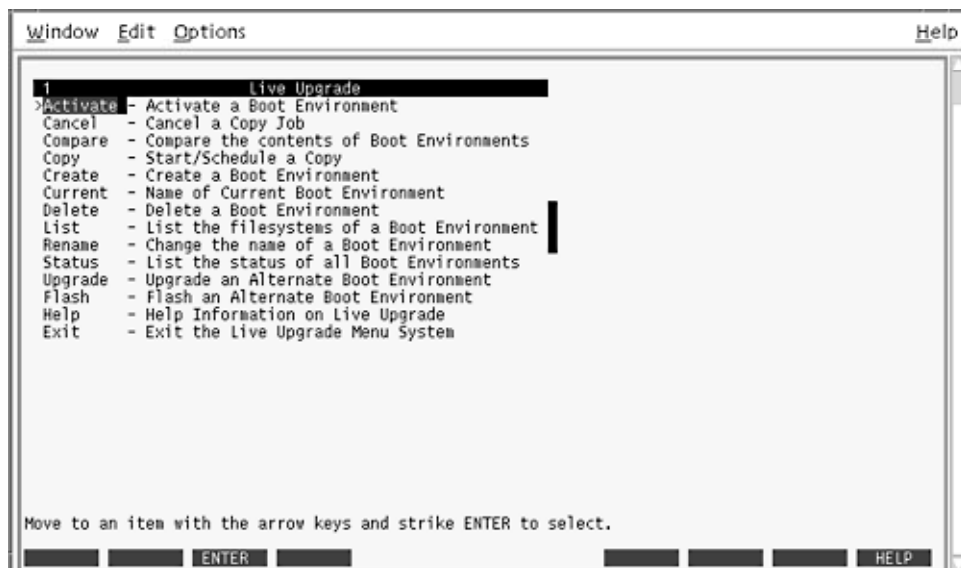 Window Edit Options Help
1 Live Upgrade
>Activate - Activate a Boot Environment
Cancel - Cancel a Copy Job
Compare - Compare the contents of Boot Environments
Copy - Start/Schedule a Copy
Create - Create a Boot Environment
Current - Name of Current Boot Environment
Delete - Delete a Boot Environment
List - List the filesystems of a Boot Environment
Rename - Change the name of a Boot Environment
Status - List the status of all Boot Environments
Upgrade - Upgrade an Alternate Boot Environment
Flash - Flash an Alternate Boot Environment
Help - Help Information on Live Upgrade
Exit - Exit the Live Upgrade Menu System
Move to an item with the arrow keys and strike ENTER to select.
ENTER HELP